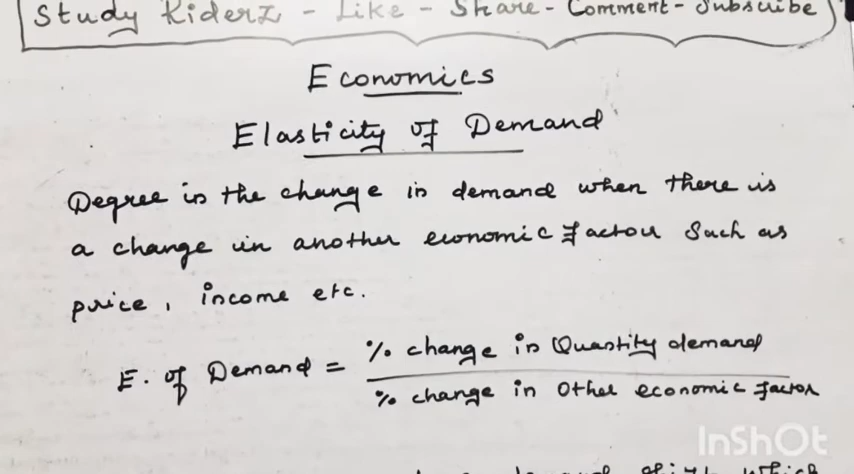 Study Kiderz - Like - Share - Comment - Subscribe
Economics
Elasticity of Demand
Degree in the change in demand when there is
a change in another economic Factor Such as
price, income etc.
E. of Demand = % change in Quantity demand
% change in Other economic factor
InShOt
demand which